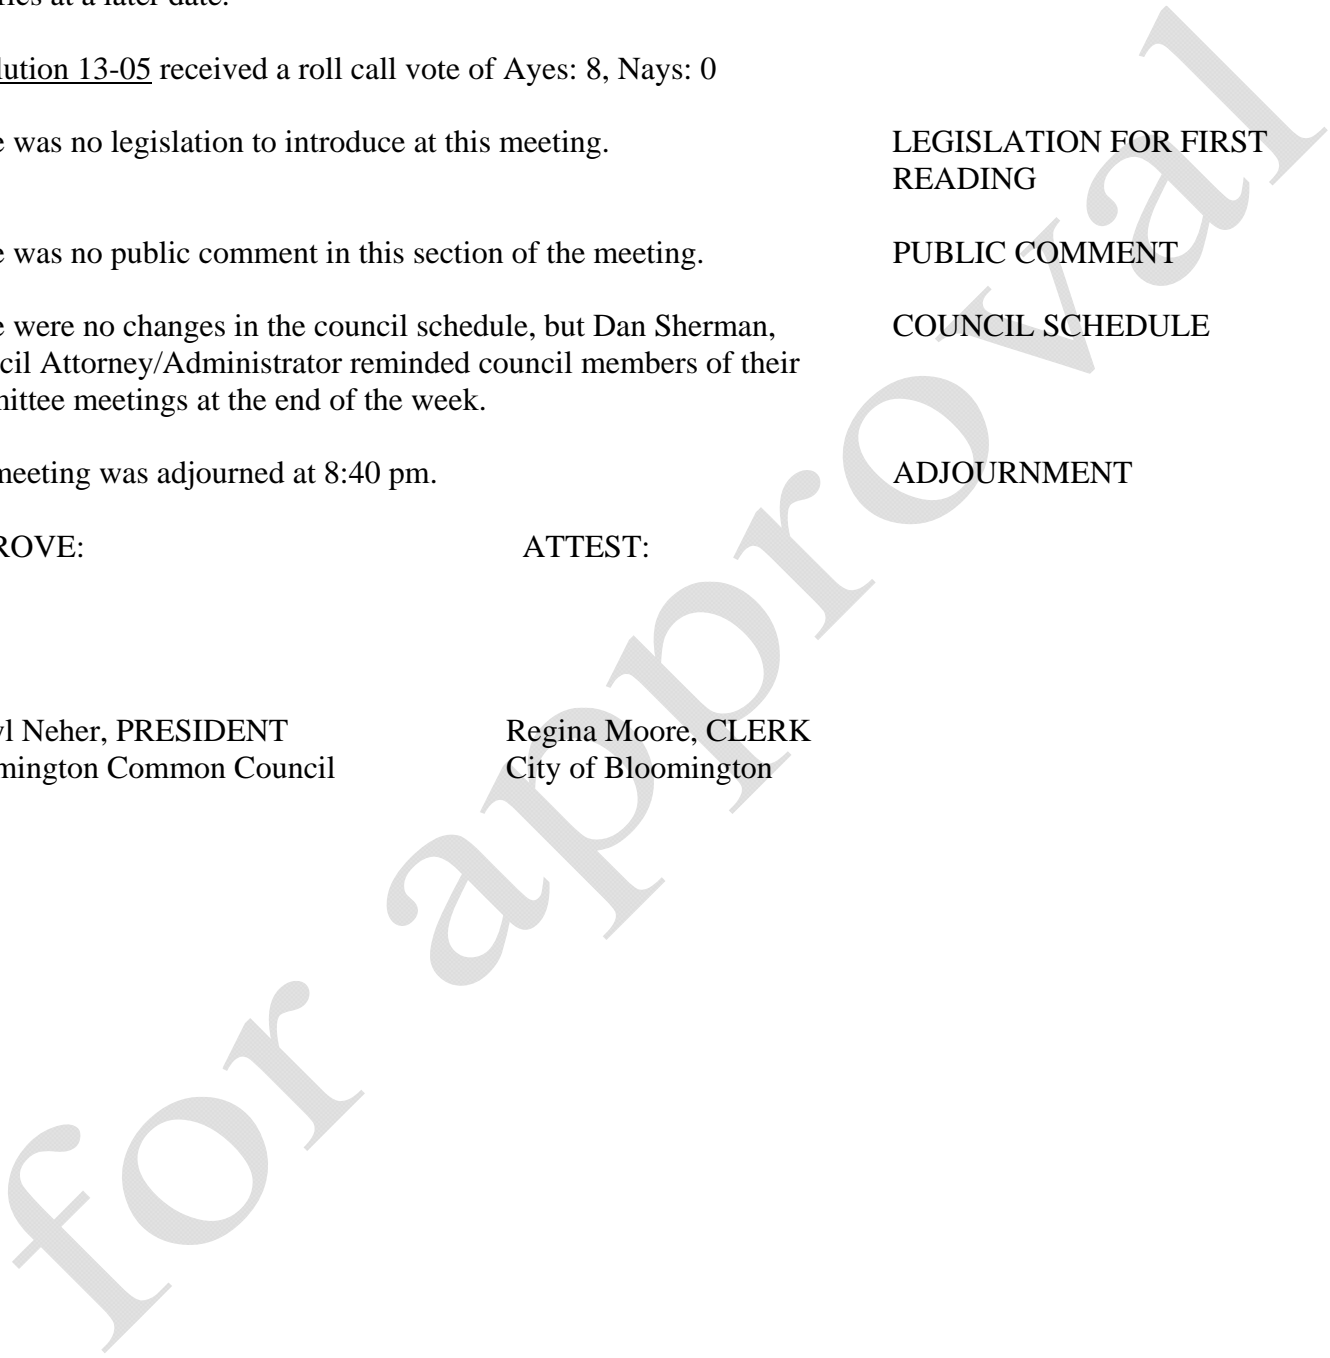 at a later date.
lution 13-05 received a roll call vote of Ayes: 8, Nays: 0
e was no legislation to introduce at this meeting.
LEGISLATION FOR FIRST
READING
e was no public comment in this section of the meeting.
PUBLIC COMMENT
e were no changes in the council schedule, but Dan Sherman,
cil Attorney/Administrator reminded council members of their
mittee meetings at the end of the week.
COUNCIL SCHEDULE
meeting was adjourned at 8:40 pm.
ADJOURNMENT
ROVE:
ATTEST:
yl Neher, PRESIDENT
mington Common Council
Regina Moore, CLERK
City of Bloomington
for approval